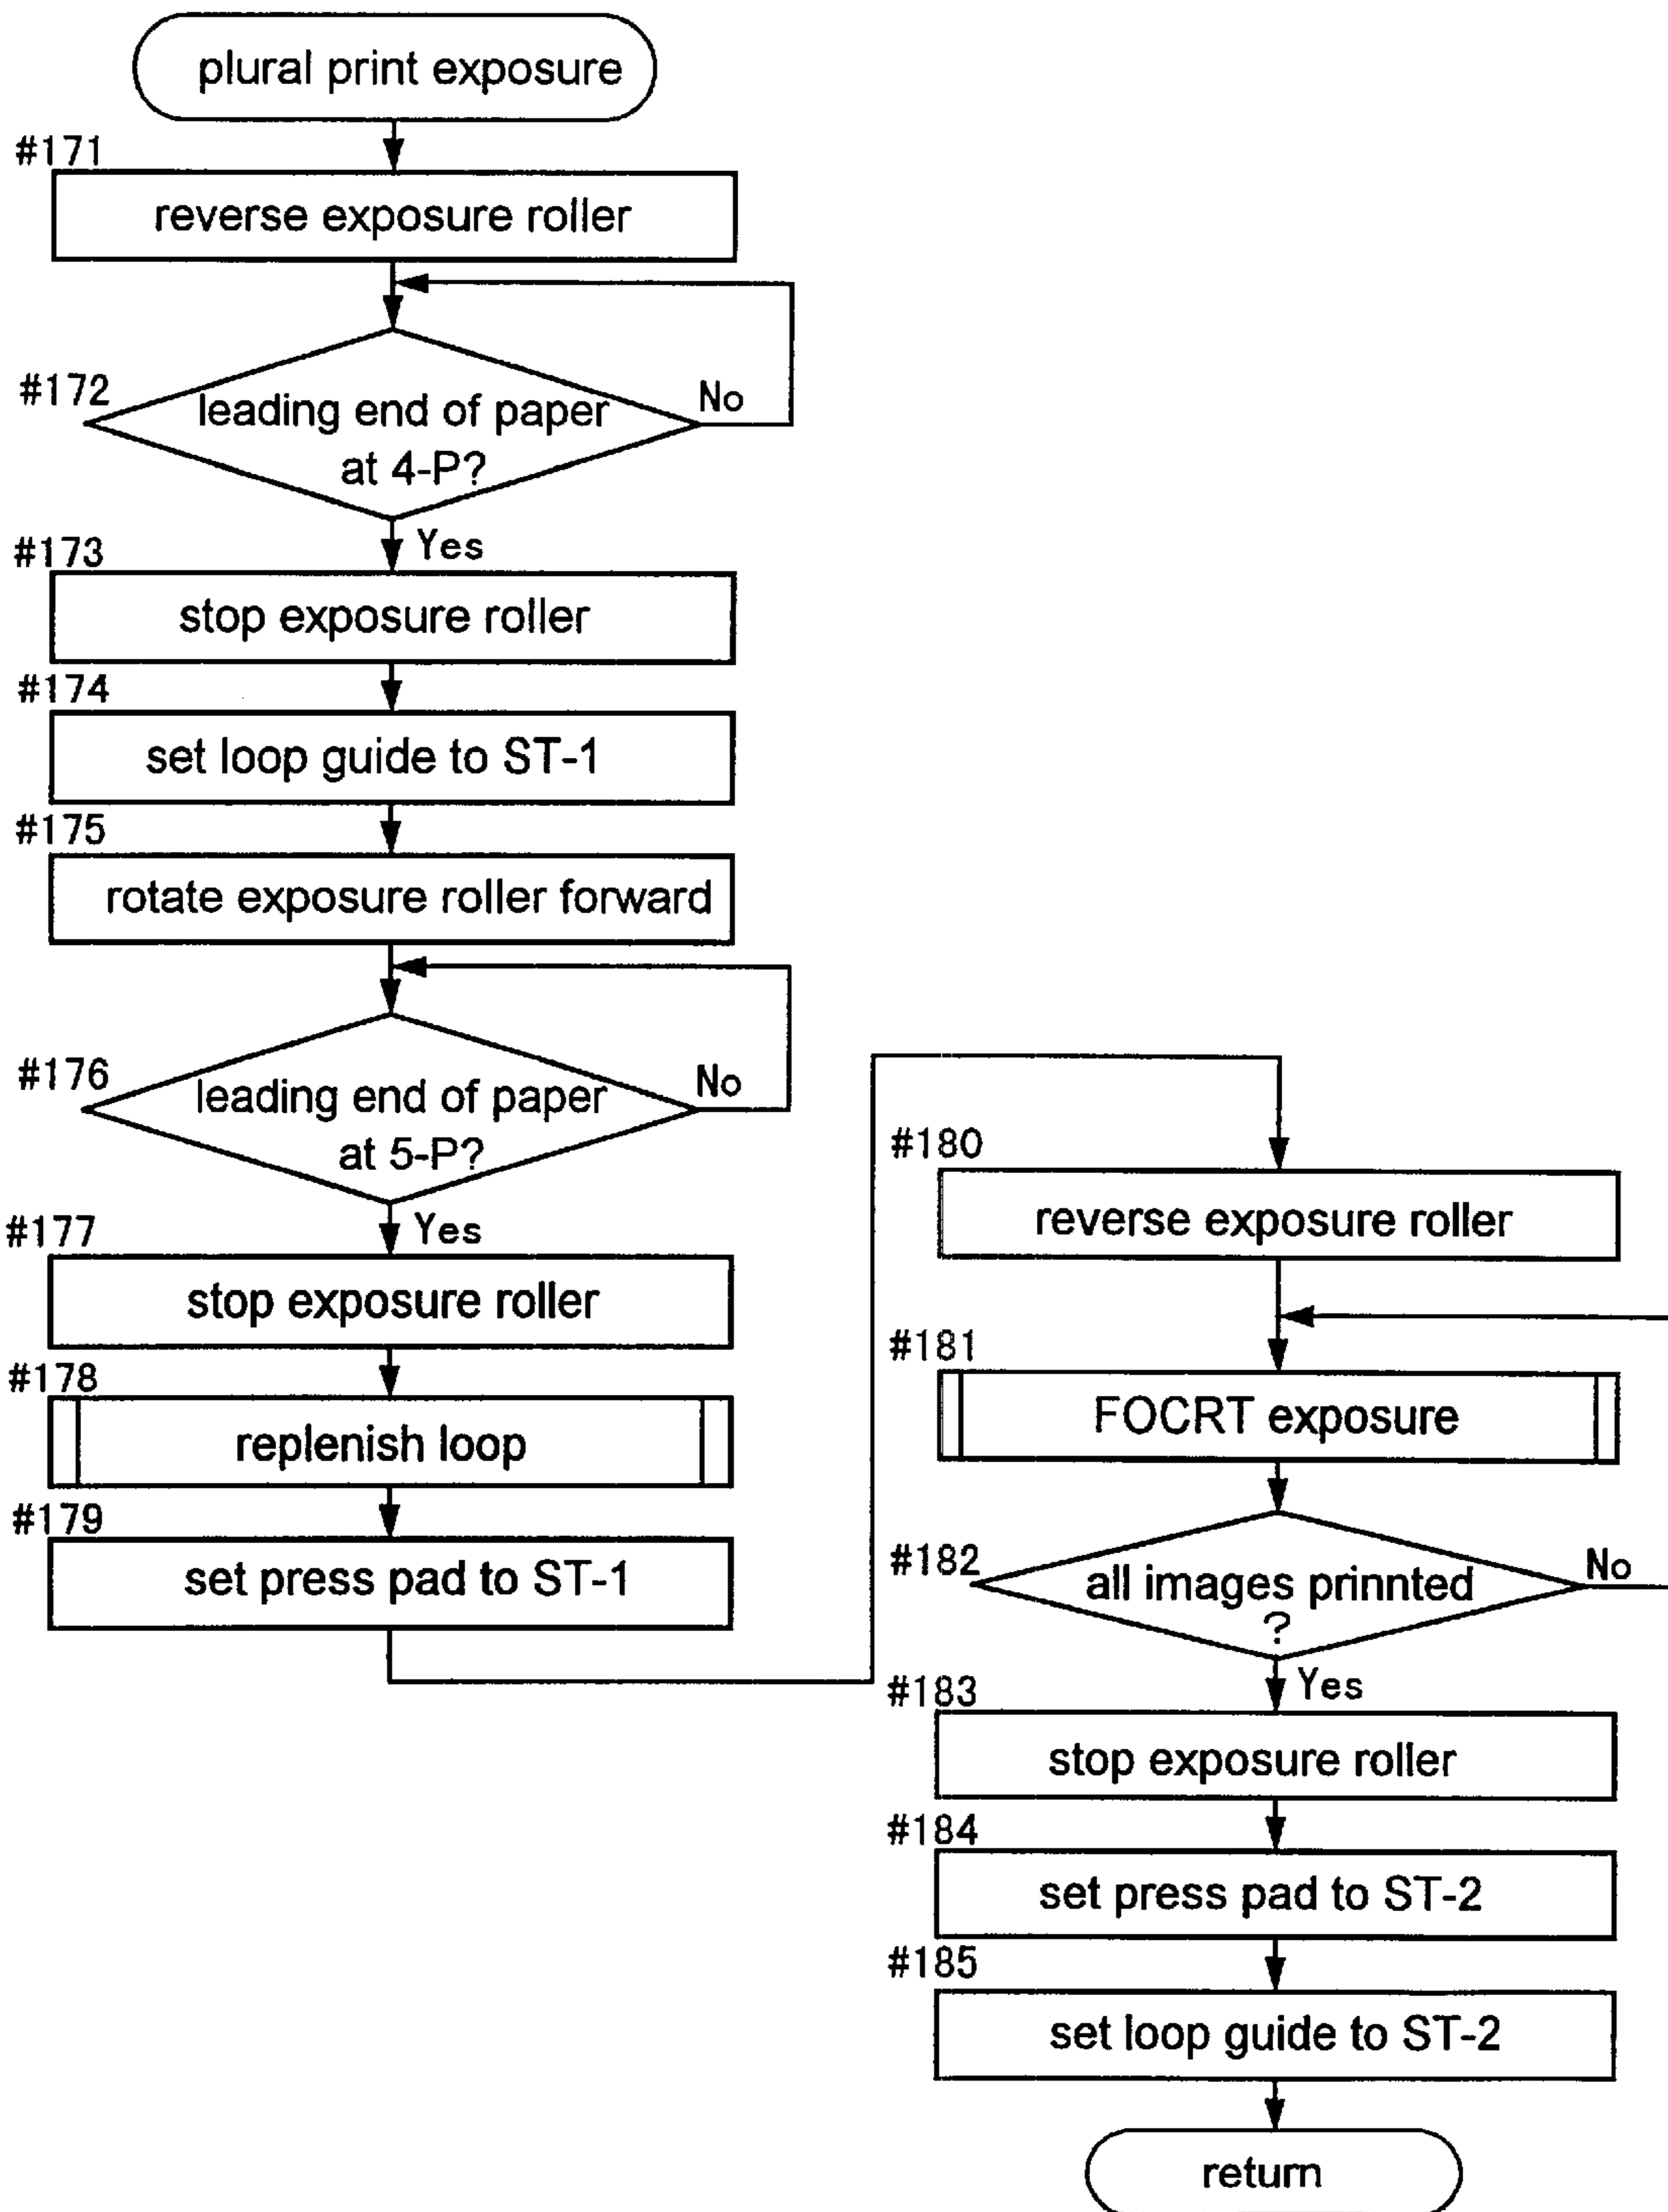 plural print exposure
#171
reverse exposure roller
#172
leading end of paper
at 4-P?
No
Yes
#173
stop exposure roller
#174
set loop guide to ST-1
#175
rotate exposure roller forward
#176
leading end of paper
at 5-P?
No
Yes
#177
stop exposure roller
#178
replenish loop
#179
set press pad to ST-1
#180
reverse exposure roller
#181
FOCRT exposure
#182
all images prinnted
?
No
Yes
#183
stop exposure roller
#184
set press pad to ST-2
#185
set loop guide to ST-2
return